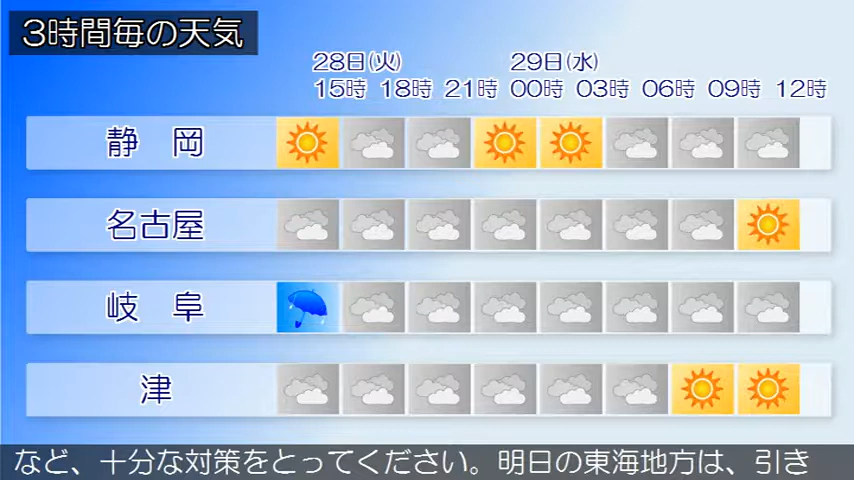 3時間毎の天気
28日(火) 29日(水)
15時 18時 21時 00時 03時 06時 09時 12時
静岡
名古屋
岐阜
津
など、十分な対策をとってください。明日の東海地方は、引き